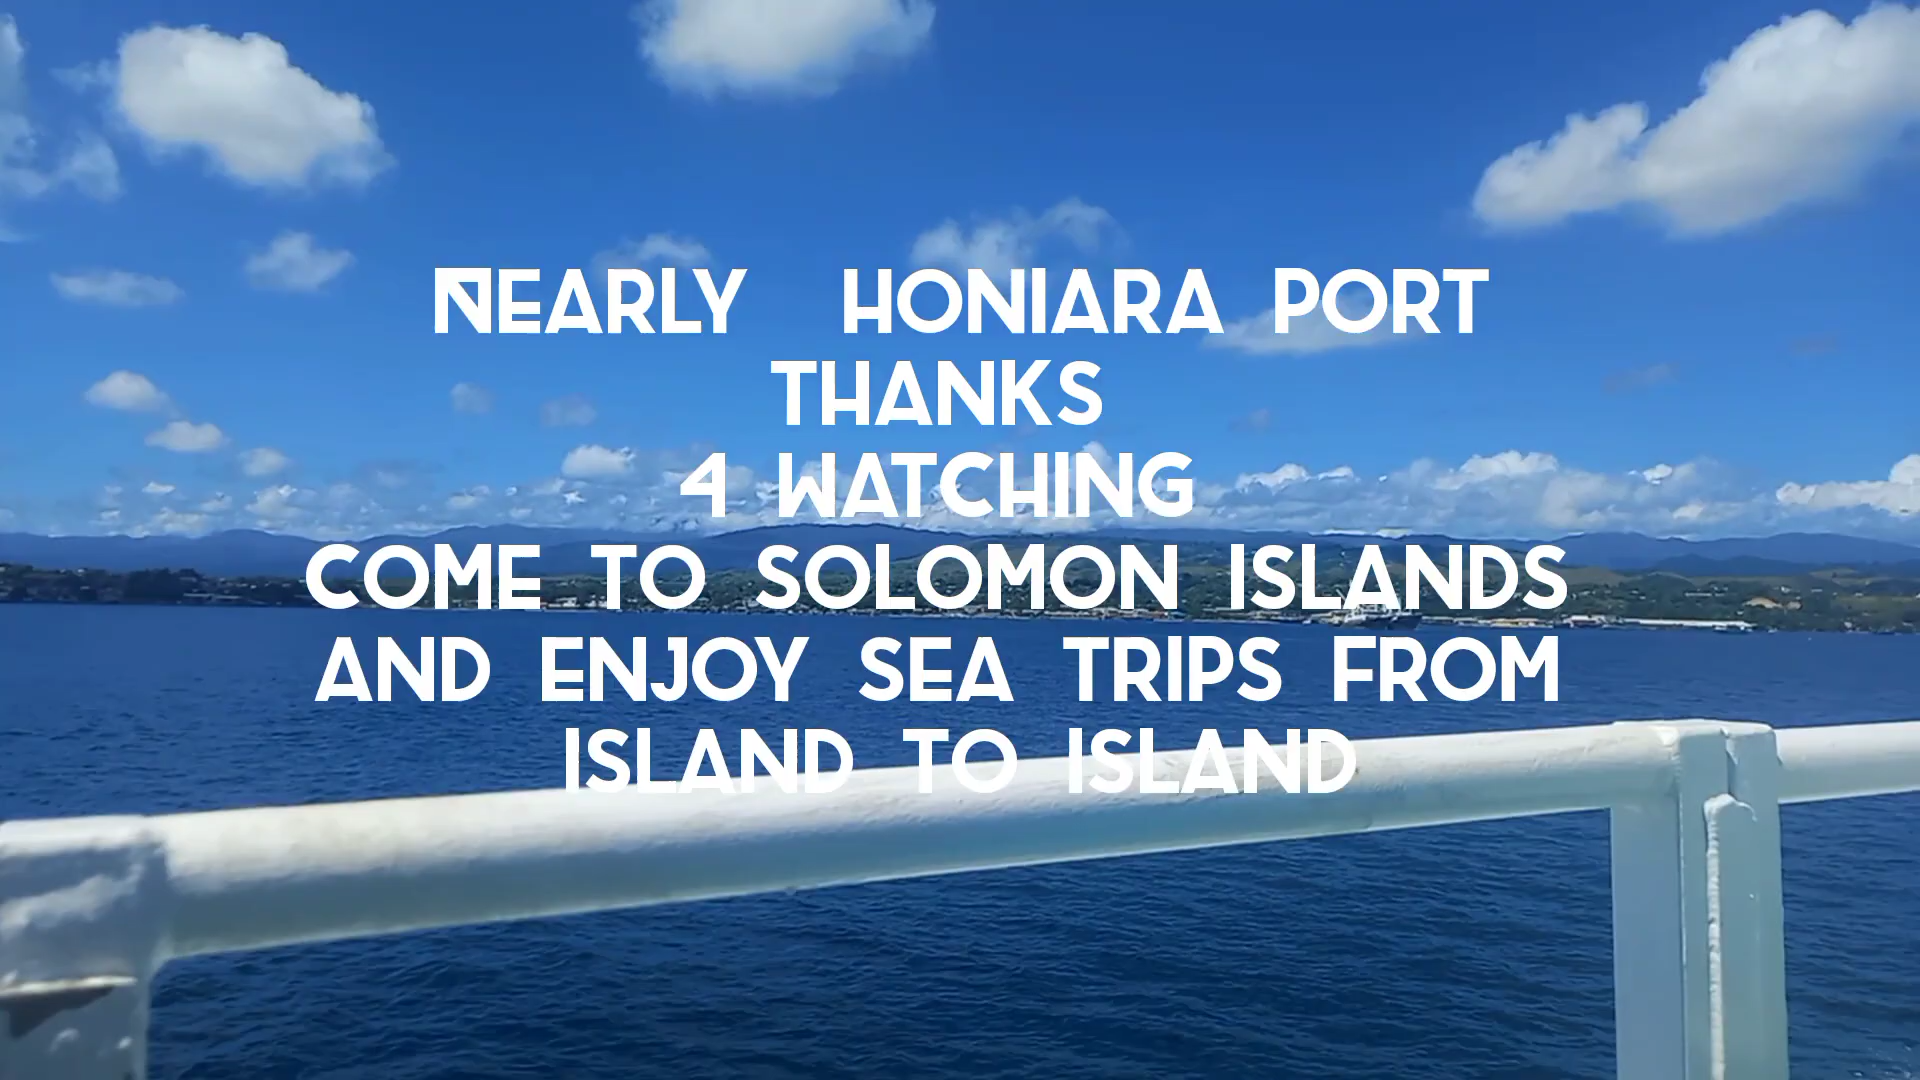 NEARLY HONIARA PORT
THANKS
4 WATCHING
COME TO SOLOMON ISLANDS
AND ENJOY SEA TRIPS FROM
ISLAND TO ISLAND